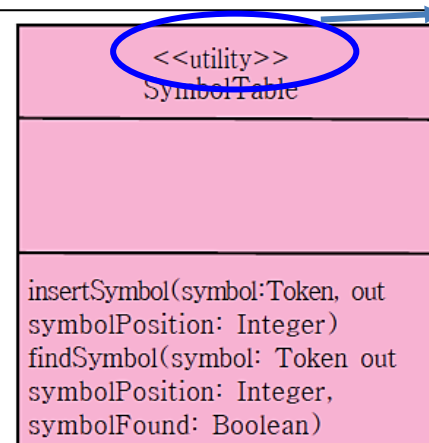 <<utility>>
SymbolTable
insertSymbol(symbol:Token, out
symbolPosition: Integer)
findSymbol(symbol: Token out
symbolPosition: Integer,
symbolFound: Boolean)